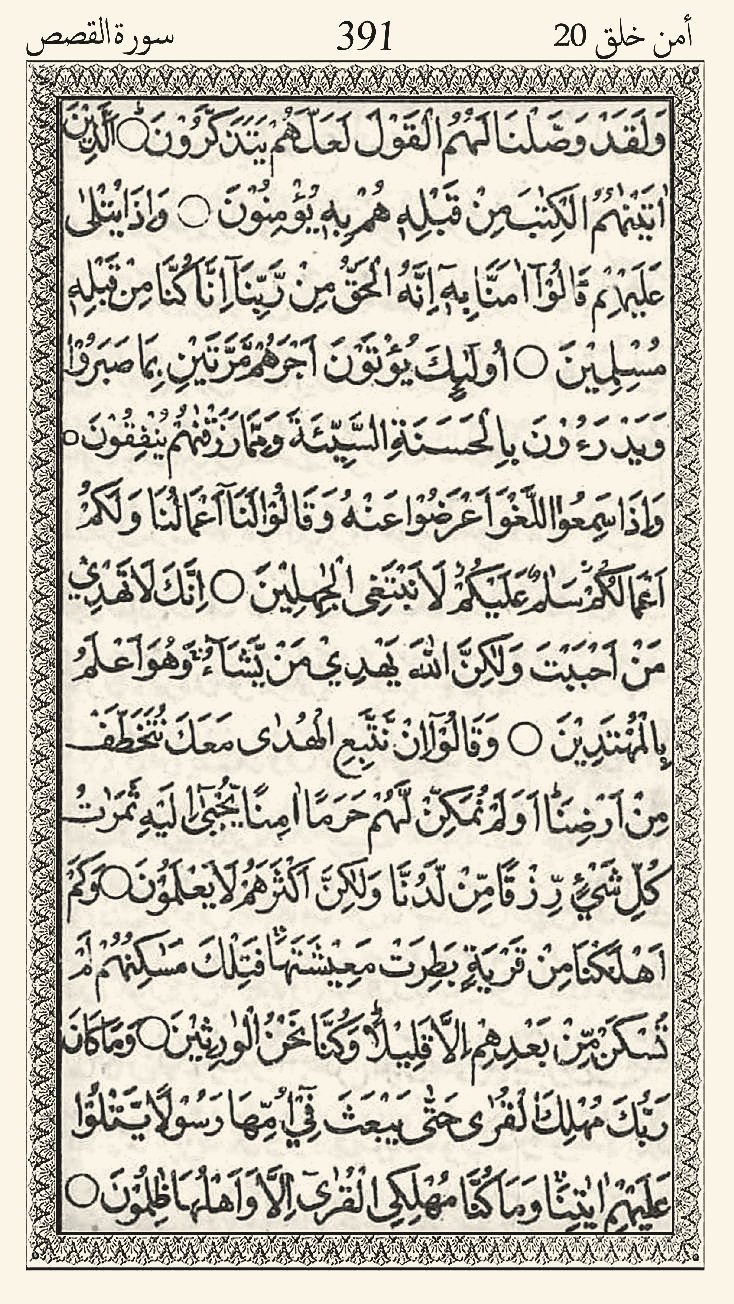 أمن خلق 20
391
سورة القصص
وَلَقَدْ وَصَّلْنَا لَهُمُ الْقَوْلَ لَعَلَّهُمْ يَتَذَكَّرُوْنَ ۝ اَلَّذِيْنَ
اٰتَيْنٰهُمُ الْكِتٰبَ مِنْ قَبْلِهٖ هُمْ بِهٖ يُؤْمِنُوْنَ ۝ وَاِذَا يُتْلٰى
عَلَيْهِمْ قَالُوْۤا اٰمَنَّا بِهٖۤ اِنَّهُ الْحَقُّ مِنْ رَّبِّنَاۤ اِنَّا كُنَّا مِنْ قَبْلِهٖ
مُسْلِمِيْنَ ۝ اُولٰٓئِكَ يُؤْتَوْنَ اَجْرَهُمْ مَّرَّتَيْنِ بِمَا صَبَرُوْا
وَيَدْرَءُوْنَ بِالْحَسَنَةِ السَّيِّئَةَ وَمِمَّا رَزَقْنٰهُمْ يُنْفِقُوْنَ ۝
وَاِذَا سَمِعُوا اللَّغْوَ اَعْرَضُوْا عَنْهُ وَقَالُوْا لَنَاۤ اَعْمَالُنَا وَلَكُمْ
اَعْمَالُكُمْ سَلٰمٌ عَلَيْكُمْ لَا نَبْتَغِى الْجٰهِلِيْنَ ۝ اِنَّكَ لَا تَهْدِيْ
مَنْ اَحْبَبْتَ وَلٰكِنَّ اللّٰهَ يَهْدِيْ مَنْ يَّشَآءُ ۚ وَهُوَ اَعْلَمُ
بِالْمُهْتَدِيْنَ ۝ وَقَالُوْۤا اِنْ نَّتَّبِعِ الْهُدٰى مَعَكَ نُتَخَطَّفْ
مِنْ اَرْضِنَا ؕ اَوَلَمْ نُمَكِّنْ لَّهُمْ حَرَمًا اٰمِنًا يُّجْبٰۤى اِلَيْهِ ثَمَرٰتُ
كُلِّ شَيْءٍ رِّزْقًا مِّنْ لَّدُنَّا وَلٰكِنَّ اَكْثَرَهُمْ لَا يَعْلَمُوْنَ ۝ وَكَمْ
اَهْلَكْنَا مِنْ قَرْيَةٍۭ بَطِرَتْ مَعِيْشَتَهَا ۚ فَتِلْكَ مَسٰكِنُهُمْ لَمْ
تُسْكَنْ مِّنْۢ بَعْدِهِمْ اِلَّا قَلِيْلًا ؕ وَكُنَّا نَحْنُ الْوٰرِثِيْنَ ۝ وَمَا كَانَ
رَبُّكَ مُهْلِكَ الْقُرٰى حَتّٰى يَبْعَثَ فِيْۤ اُمِّهَا رَسُوْلًا يَّتْلُوْا
عَلَيْهِمْ اٰيٰتِنَا ۚ وَمَا كُنَّا مُهْلِكِى الْقُرٰۤى اِلَّا وَاَهْلُهَا ظٰلِمُوْنَ ۝